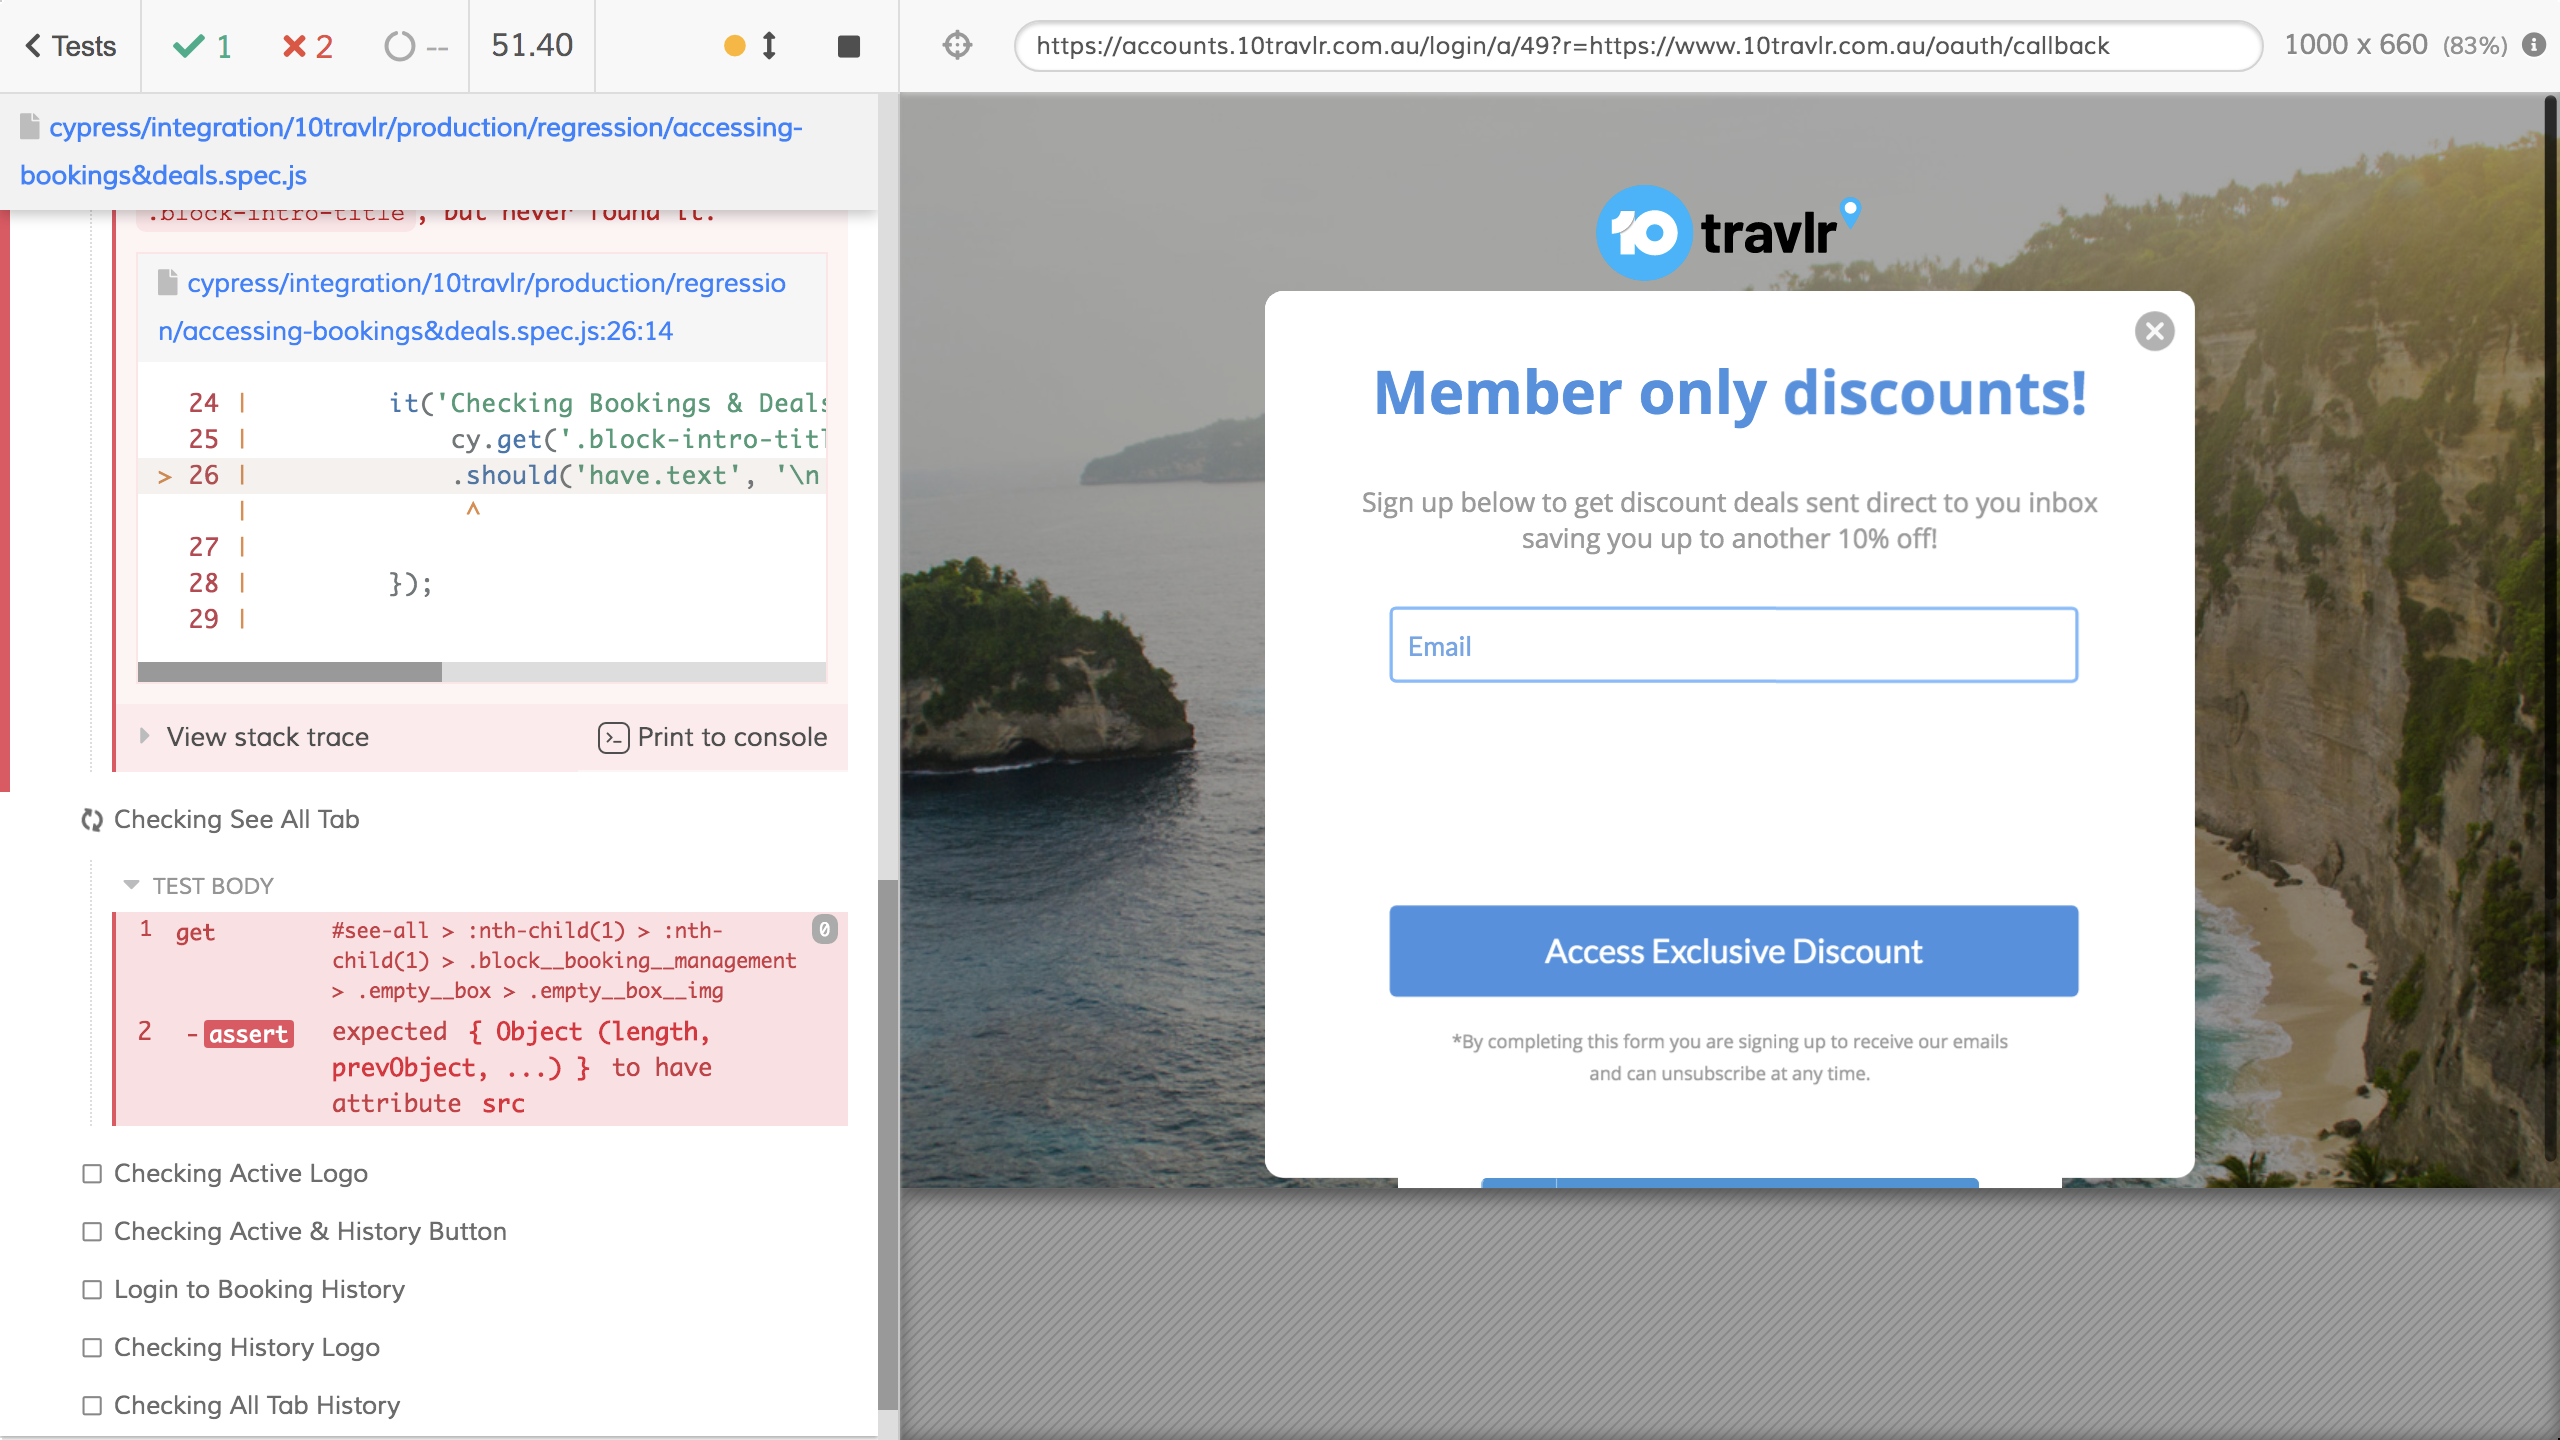 Tests
1
2
--
51.40
https://accounts.10travlr.com.au/login/a/49?r=https://www.10travlr.com.au/oauth/callback
1000 x 660 (83%)
cypress/integration/10travlr/production/regression/accessing-
bookings&deals.spec.js
.block-intro-title, but never found it.
cypress/integration/10travlr/production/regressio
n/accessing-bookings&deals.spec.js:26:14
24 | it('Checking Bookings & Deals
25 | cy.get('.block-intro-titl
> 26 | .should('have.text', '\n
| ^
27 |
28 | });
29 |
View stack trace
Print to console
Checking See All Tab
TEST BODY
1 get #see-all > :nth-child(1) > :nth- 0
child(1) > .block__booking__management
> .empty__box > .empty__box__img
2 -assert expected { Object (length,
prevObject, ...) } to have
attribute src
Checking Active Logo
Checking Active & History Button
Login to Booking History
Checking History Logo
Checking All Tab History
10 travlr
Member only discounts!
Sign up below to get discount deals sent direct to you inbox
saving you up to another 10% off!
Email
Access Exclusive Discount
*By completing this form you are signing up to receive our emails
and can unsubscribe at any time.